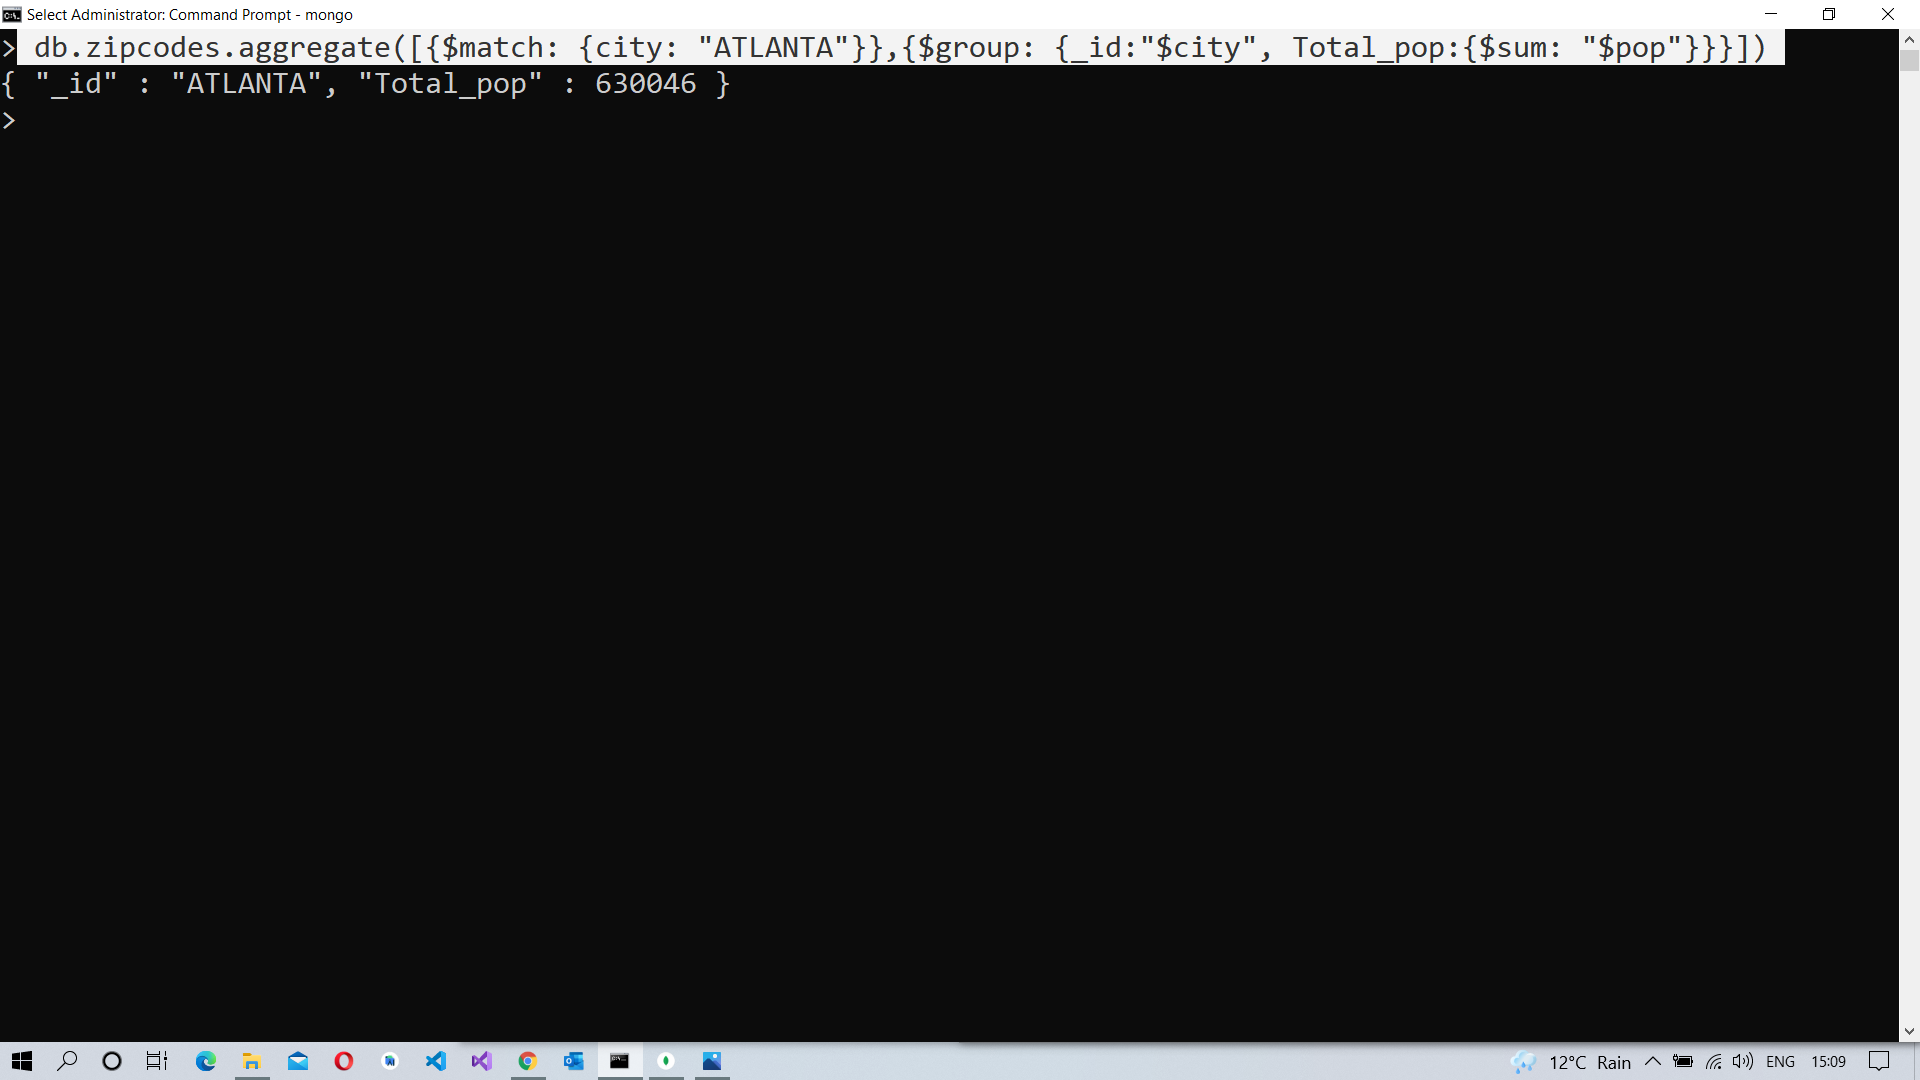 Select Administrator: Command Prompt - mongo
> db.zipcodes.aggregate([{$match: {city: "ATLANTA"}},{$group: {_id:"$city", Total_pop:{$sum: "$pop"}}}])
{ "_id" : "ATLANTA", "Total_pop" : 630046 }
>
12°C Rain ENG 15:09